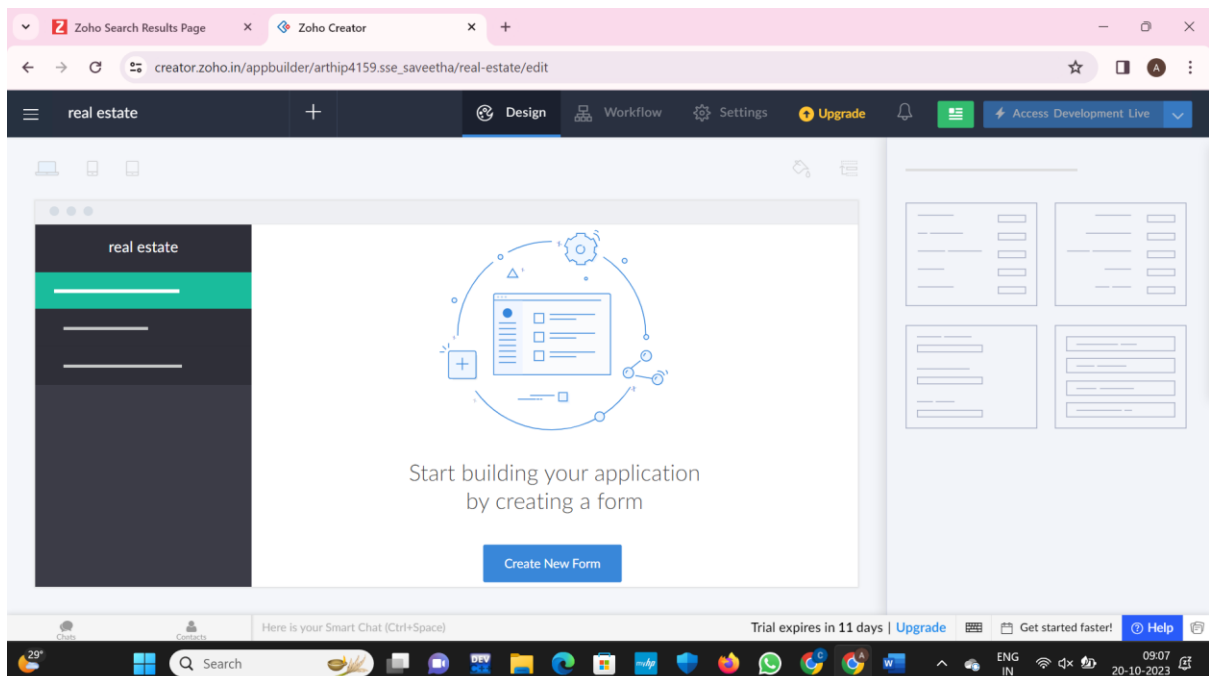 Zoho Search Results Page
Zoho Creator
creator.zoho.in/appbuilder/arthip4159.sse_saveetha/real-estate/edit
A
real estate
Design
Workflow
Settings
Upgrade
Access Development Live
real estate
Start building your application
by creating a form
Create New Form
Chats
Contacts
Here is your Smart Chat (Ctrl+Space)
Trial expires in 11 days | Upgrade
Get started faster!
Help
29°
Search
DEV
myhp
C
A
W
ENG
IN
09:07
20-10-2023